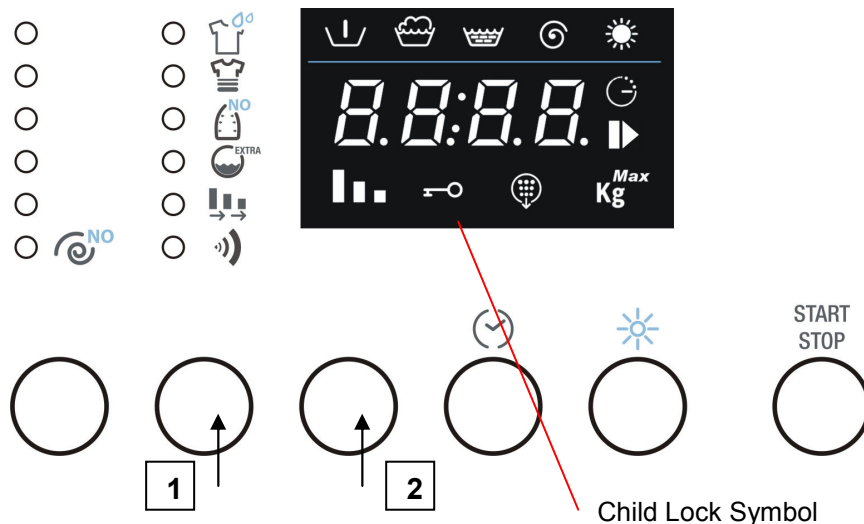 NO
EXTRA
NO
8.8:8.8.
Max
Kg
START
STOP
1
2
Child Lock Symbol